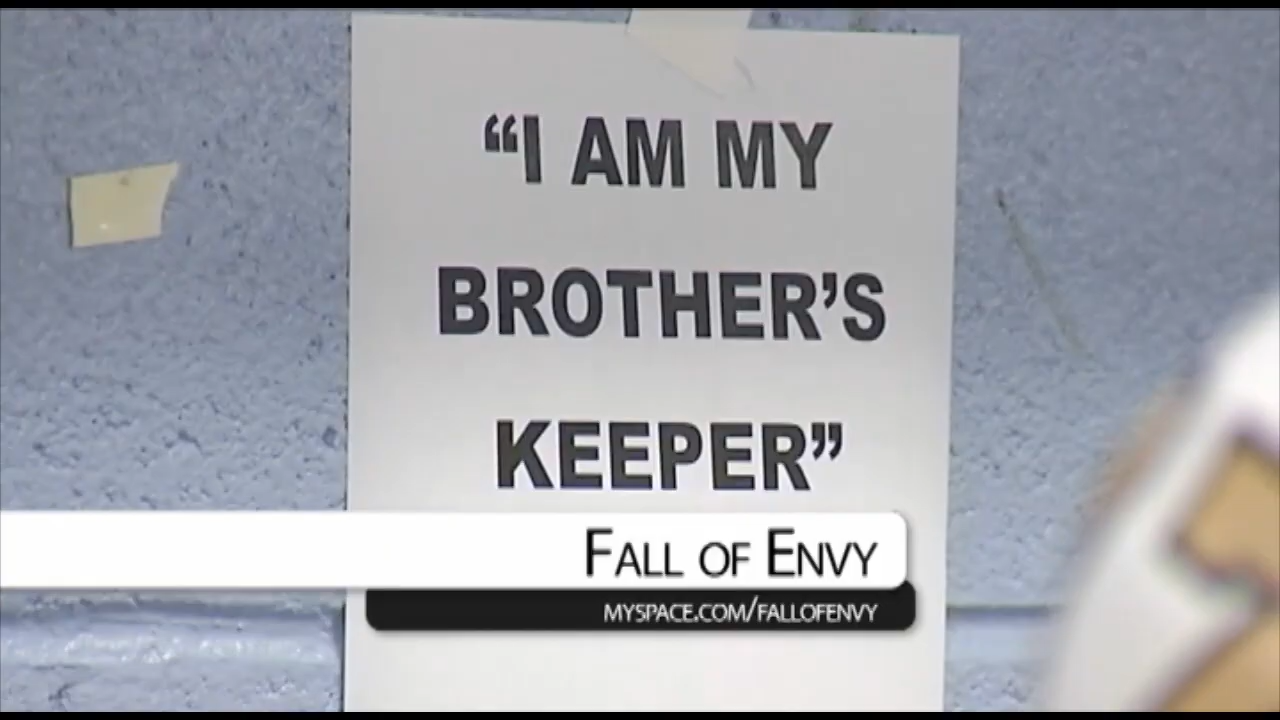 “I AM MY
BROTHER’S
KEEPER”
FALL OF ENVY
MYSPACE.COM/FALLOFENVY